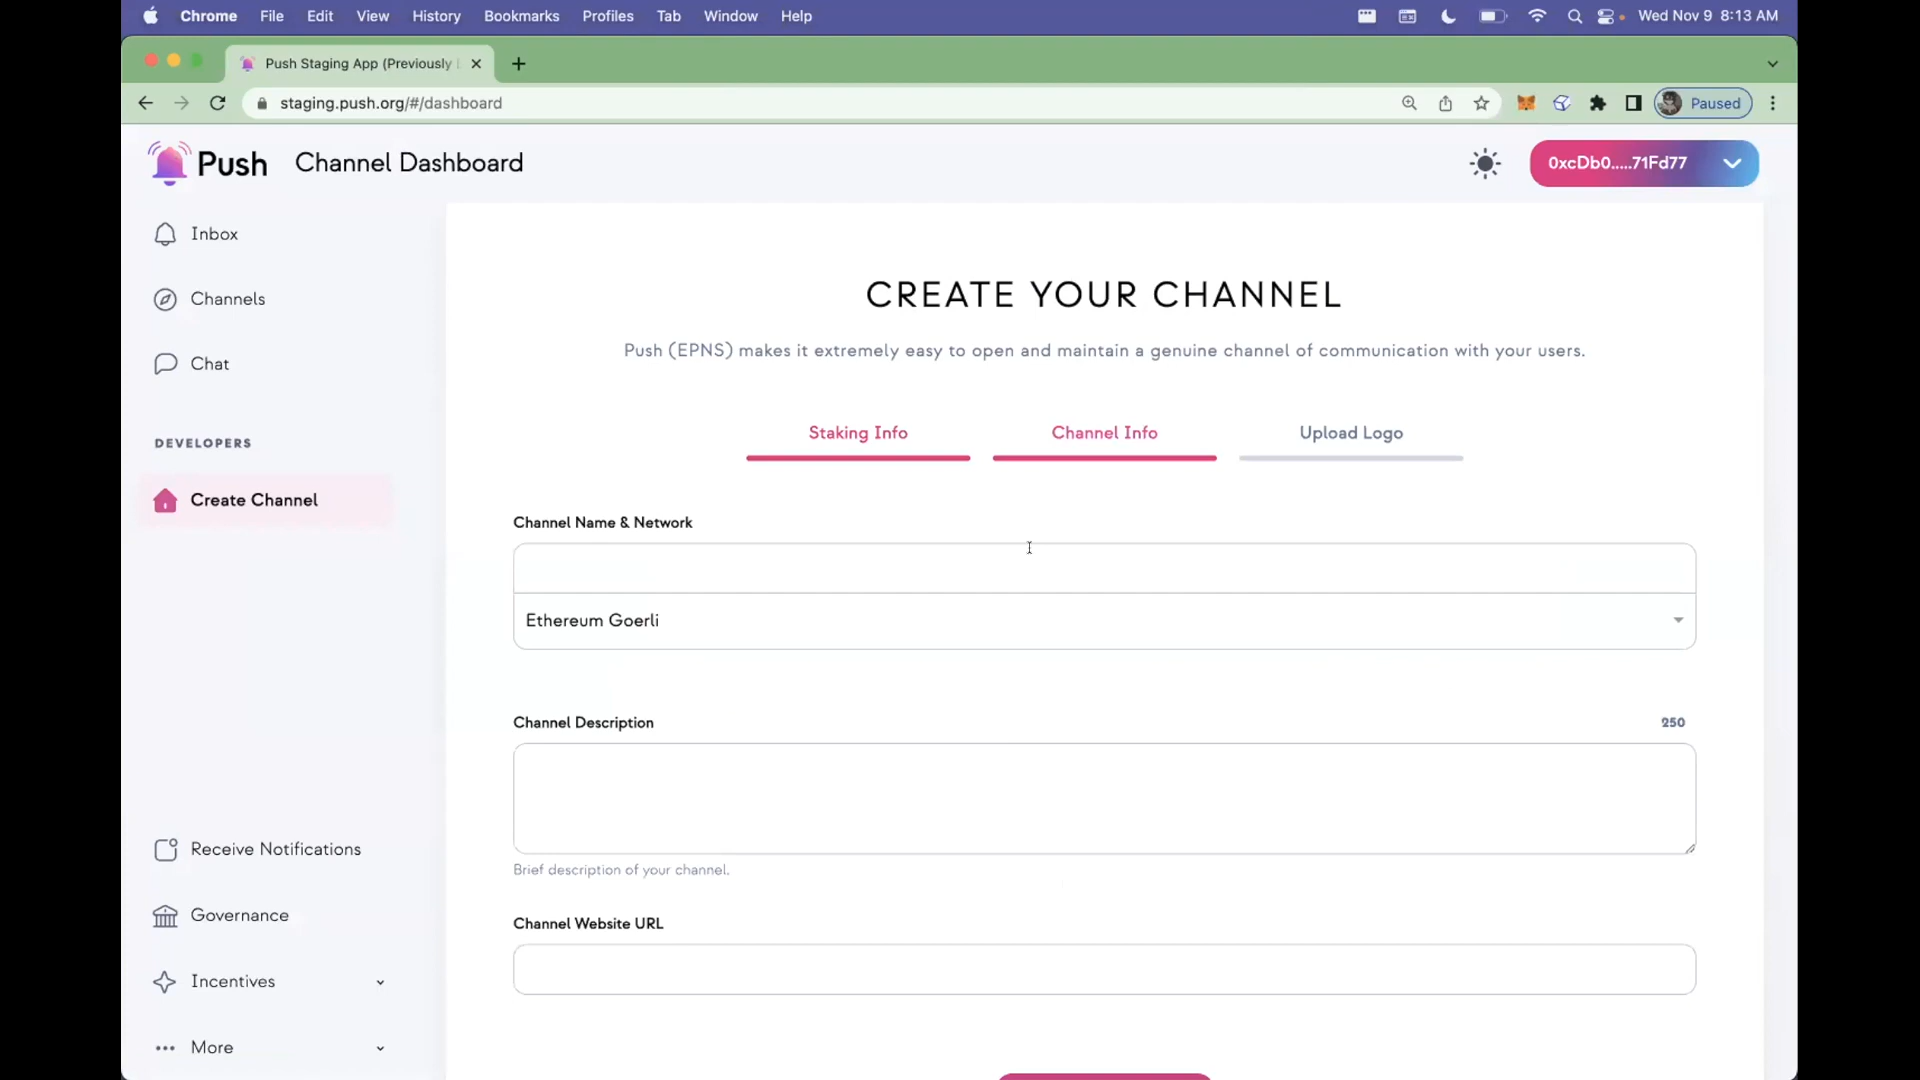 Chrome File Edit View History Bookmarks Profiles Tab Window Help Wed Nov 9 8:13 AM
Push Staging App (Previously
staging.push.org/#/dashboard Paused
Push Channel Dashboard 0xcDb0.....71Fd77
Inbox
Channels
Chat
DEVELOPERS
Create Channel
Receive Notifications
Governance
Incentives
More
CREATE YOUR CHANNEL
Push (EPNS) makes it extremely easy to open and maintain a genuine channel of communication with your users.
Staking Info Channel Info Upload Logo
Channel Name & Network
Ethereum Goerli
Channel Description 250
Brief description of your channel.
Channel Website URL